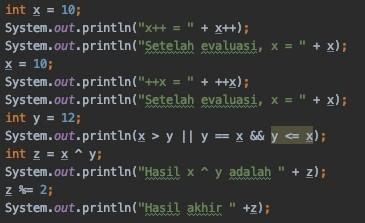 int x = 10;
System.out.println("x++ = " + x++);
System.out.println("Setelah evaluasi, x = " + x);
x = 10;
System.out.println("++x = " + ++x);
System.out.println("Setelah evaluasi, x = " + x);
int y = 12;
System.out.println(x > y || y == x && y <= x);
int z = x ^ y;
System.out.println("Hasil x ^ y adalah " + z);
z %= 2;
System.out.println("Hasil akhir " +z);